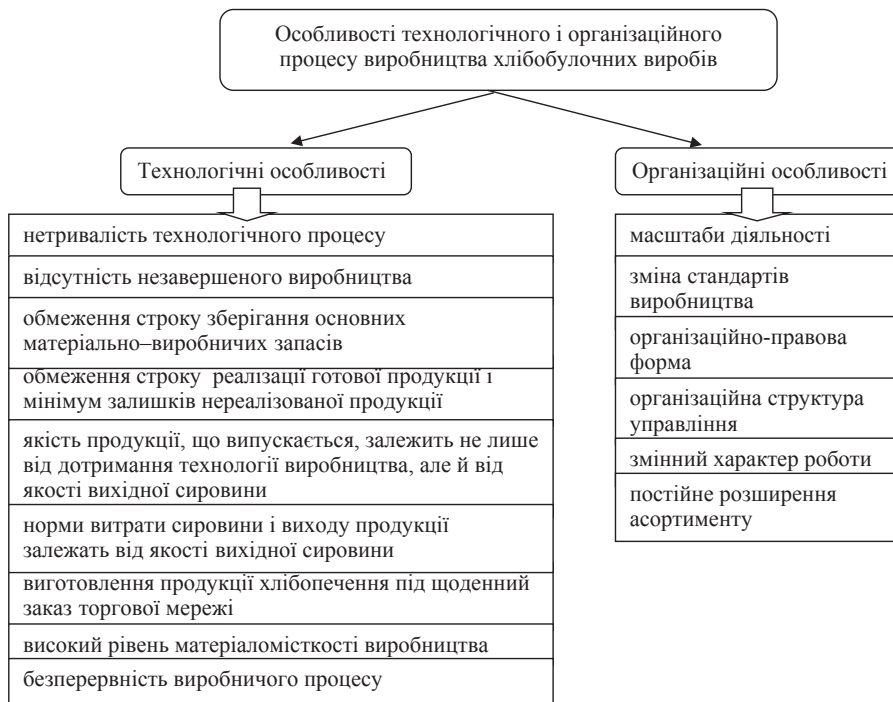 Особливості технологічного і організаційного
процесу виробництва хлібобулочних виробів
Технологічні особливості
нетривалість технологічного процесу
відсутність незавершеного виробництва
обмеження строку зберігання основних
матеріально–виробничих запасів
обмеження строку реалізації готової продукції і
мінімум залишків нереалізованої продукції
якість продукції, що випускається, залежить не лише
від дотримання технології виробництва, але й від
якості вихідної сировини
норми витрати сировини і виходу продукції
залежать від якості вихідної сировини
виготовлення продукції хлібопечення під щоденний
заказ торгової мережі
високий рівень матеріаломісткості виробництва
безперервність виробничого процесу
Організаційні особливості
масштаби діяльності
зміна стандартів
виробництва
організаційно-правова
форма
організаційна структура
управління
змінний характер роботи
постійне розширення
асортименту